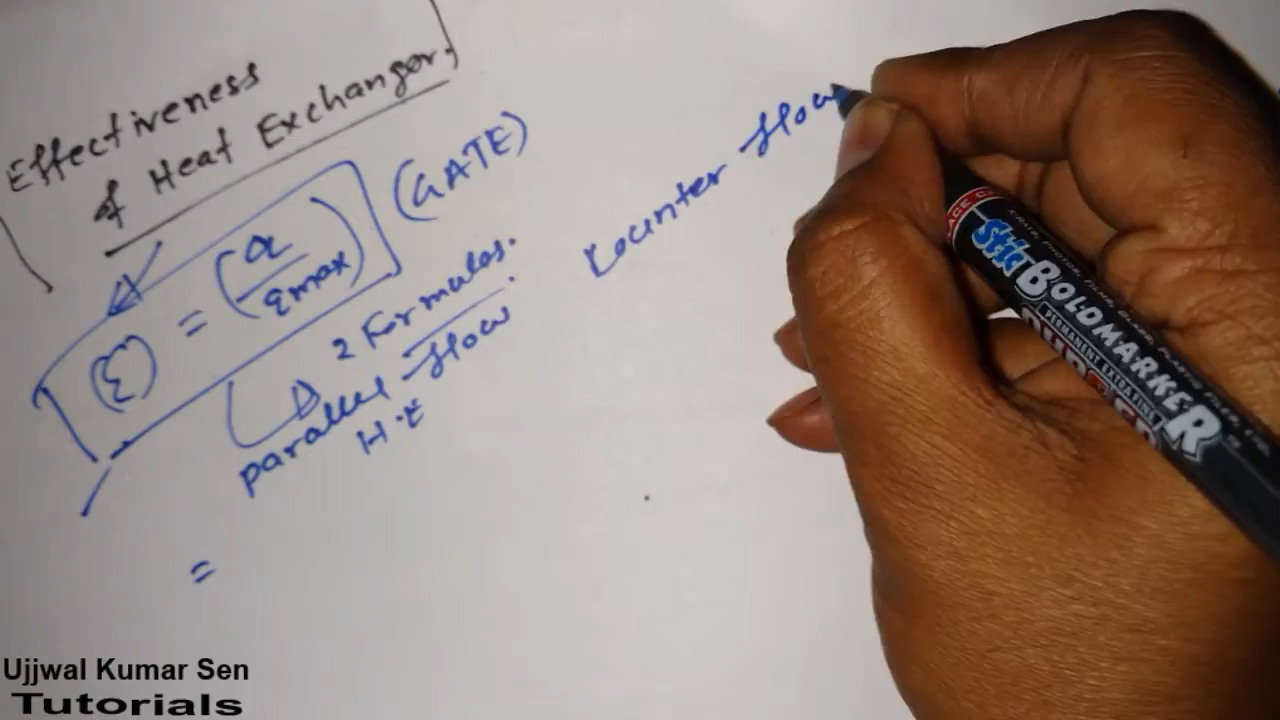 Effectiveness
of Heat Exchanger.
(GATE)
(ε) = (Q/εmax)
2 Formulas.
parallel flow
H.E
=
Counter flow
Stic BOLDMARKER
PERMANENT EXTRA FINE
Ujjwal Kumar Sen
Tutorials